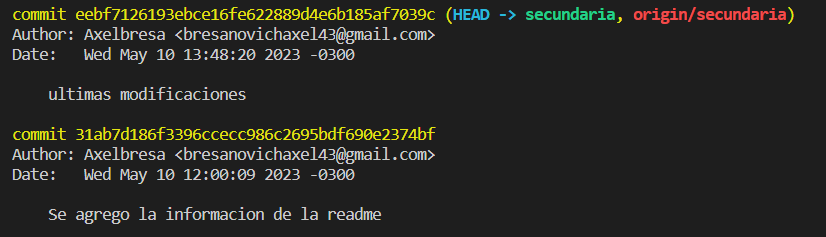 commit eebf7126193ebce16fe622889d4e6b185af7039c (HEAD -> secundaria, origin/secundaria)
Author: Axelbresa <bresanovichaxel43@gmail.com>
Date:   Wed May 10 13:48:20 2023 -0300
    ultimas modificaciones
commit 31ab7d186f3396ccecc986c2695bdf690e2374bf
Author: Axelbresa <bresanovichaxel43@gmail.com>
Date:   Wed May 10 12:00:09 2023 -0300
    Se agrego la informacion de la readme